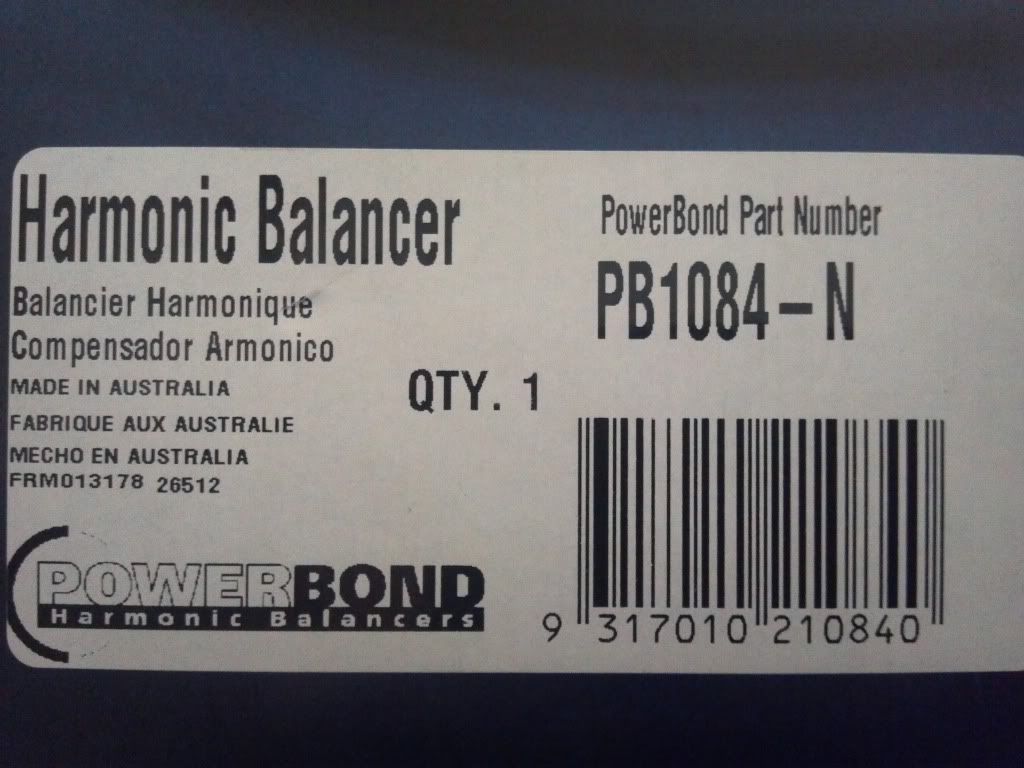 Harmonic Balancer
Balancier Harmonique
Compensador Armonico
MADE IN AUSTRALIA
FABRIQUE AUX AUSTRALIE
MECHO EN AUSTRALIA
FRM013178 26512
QTY. 1
PowerBond Part Number
PB1084-N
9 317010 210840
POWERBOND
Harmonic Balancers